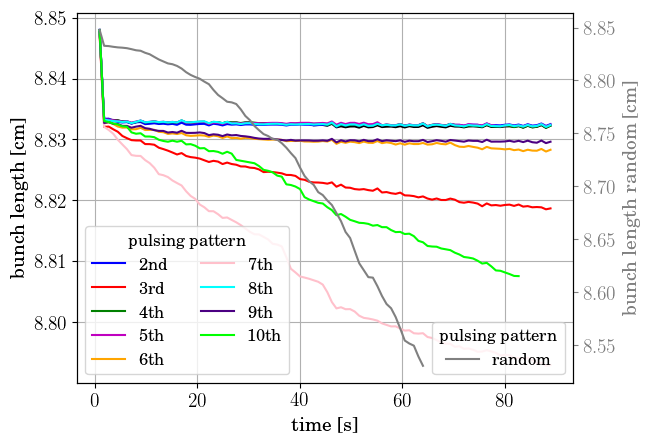 8.85
8.84
8.83
8.82
8.81
8.80
bunch length [cm]
8.85
8.80
8.75
8.70
8.65
8.60
8.55
bunch length random [cm]
pulsing pattern
2nd 7th
3rd 8th
4th 9th
5th 10th
6th
pulsing pattern
random
0 20 40 60 80
time [s]